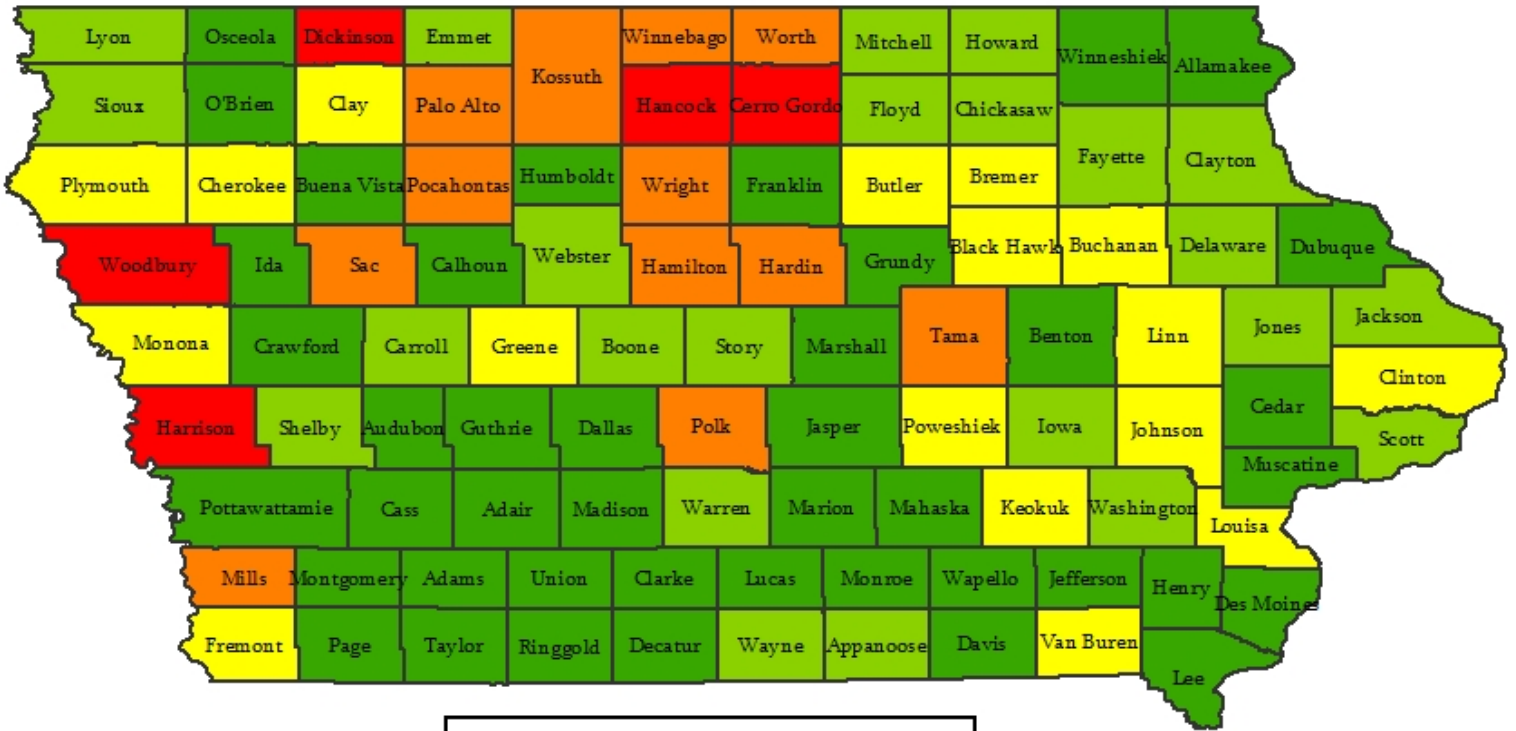 Lyon Osceola Dickinson Emmet Kossuth Winnebago Worth Mitchell Howard Winneshiek Allamakee
Sioux O'Brien Clay Palo Alto Hancock Cerro Gordo Floyd Chickasaw
Fayette Clayton
Plymouth Cherokee Buena Vista Pocahontas Humboldt Wright Franklin Butler Bremer
Woodbury Ida Sac Calhoun Webster Hamilton Hardin Grundy Black Hawk Buchanan Delaware Dubuque
Monona Crawford Carroll Greene Boone Story Marshall Tama Benton Linn Jones Jackson
Clinton
Harrison Shelby Audubon Guthrie Dallas Polk Jasper Poweshiek Iowa Johnson Cedar Scott
Muscatine
Pottawattamie Cass Adair Madison Warren Marion Mahaska Keokuk Washington Louisa
Mills Montgomery Adams Union Clarke Lucas Monroe Wapello Jefferson Henry Des Moines
Fremont Page Taylor Ringgold Decatur Wayne Appanoose Davis Van Buren Lee